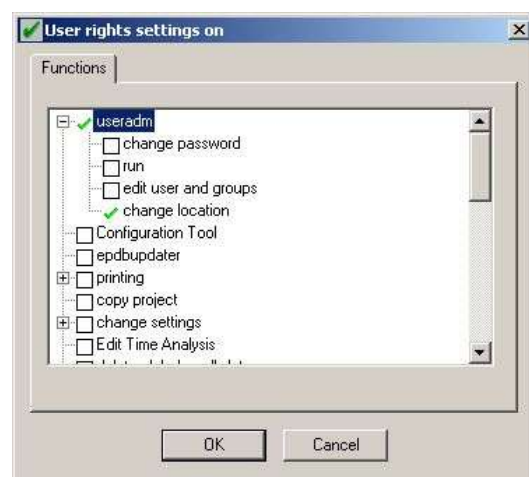 User rights settings on
Functions
useradm
change password
run
edit user and groups
change location
Configuration Tool
epdbupdater
printing
copy project
change settings
Edit Time Analysis
OK Cancel